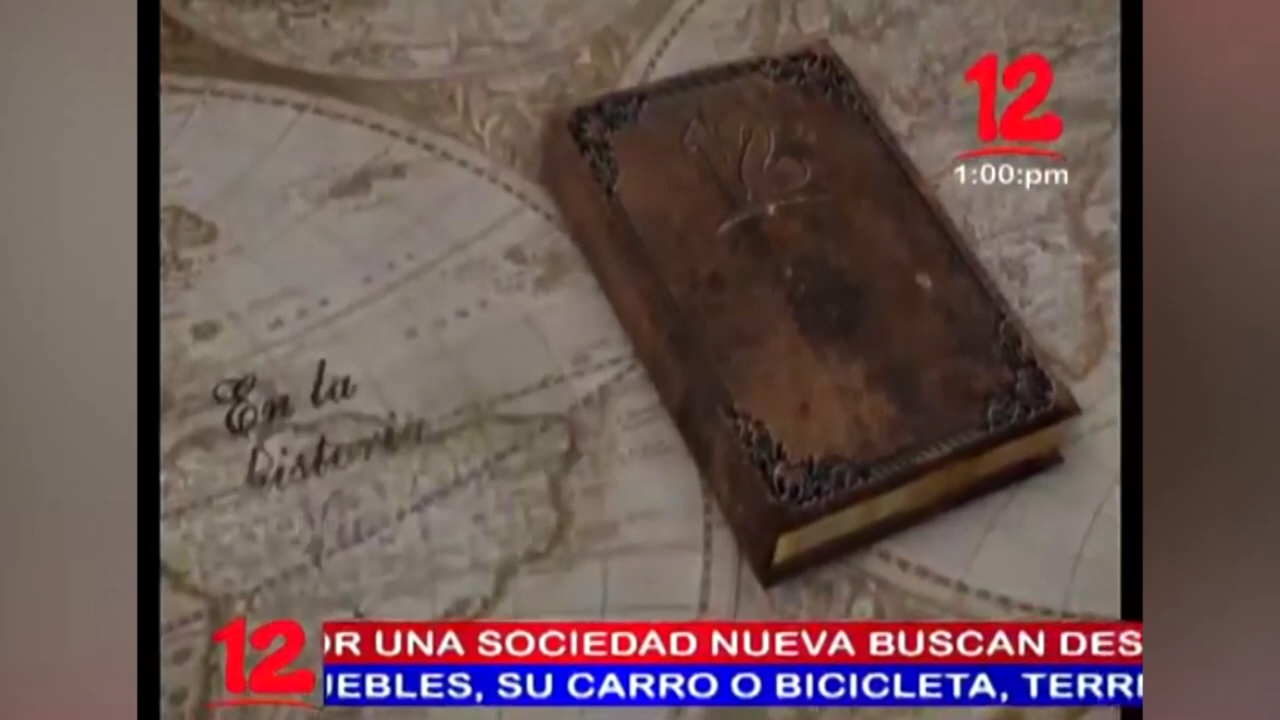 12
1:00:pm
12
En la
historia
12
OR UNA SOCIEDAD NUEVA BUSCAN DES
UEBLES, SU CARRO O BICICLETA, TERR